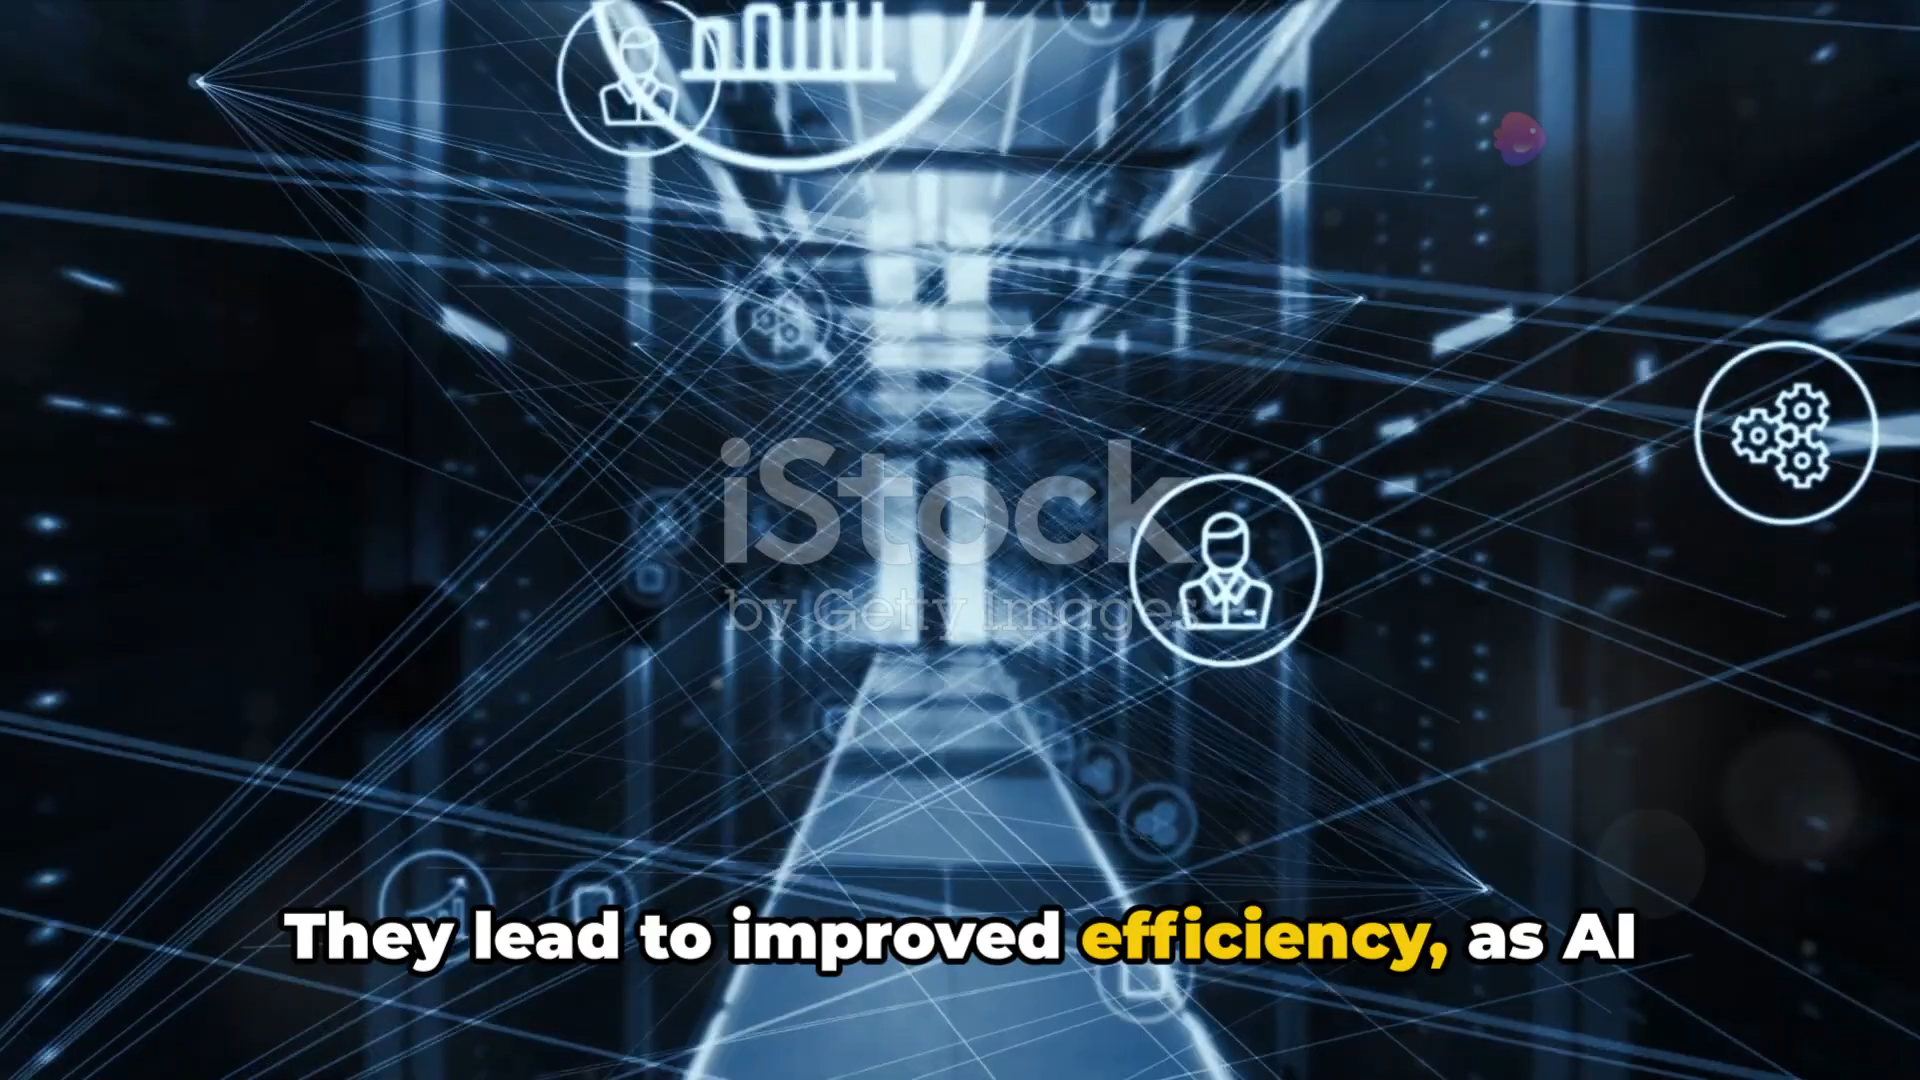 iStock
by Getty Images
They lead to improved efficiency, as AI